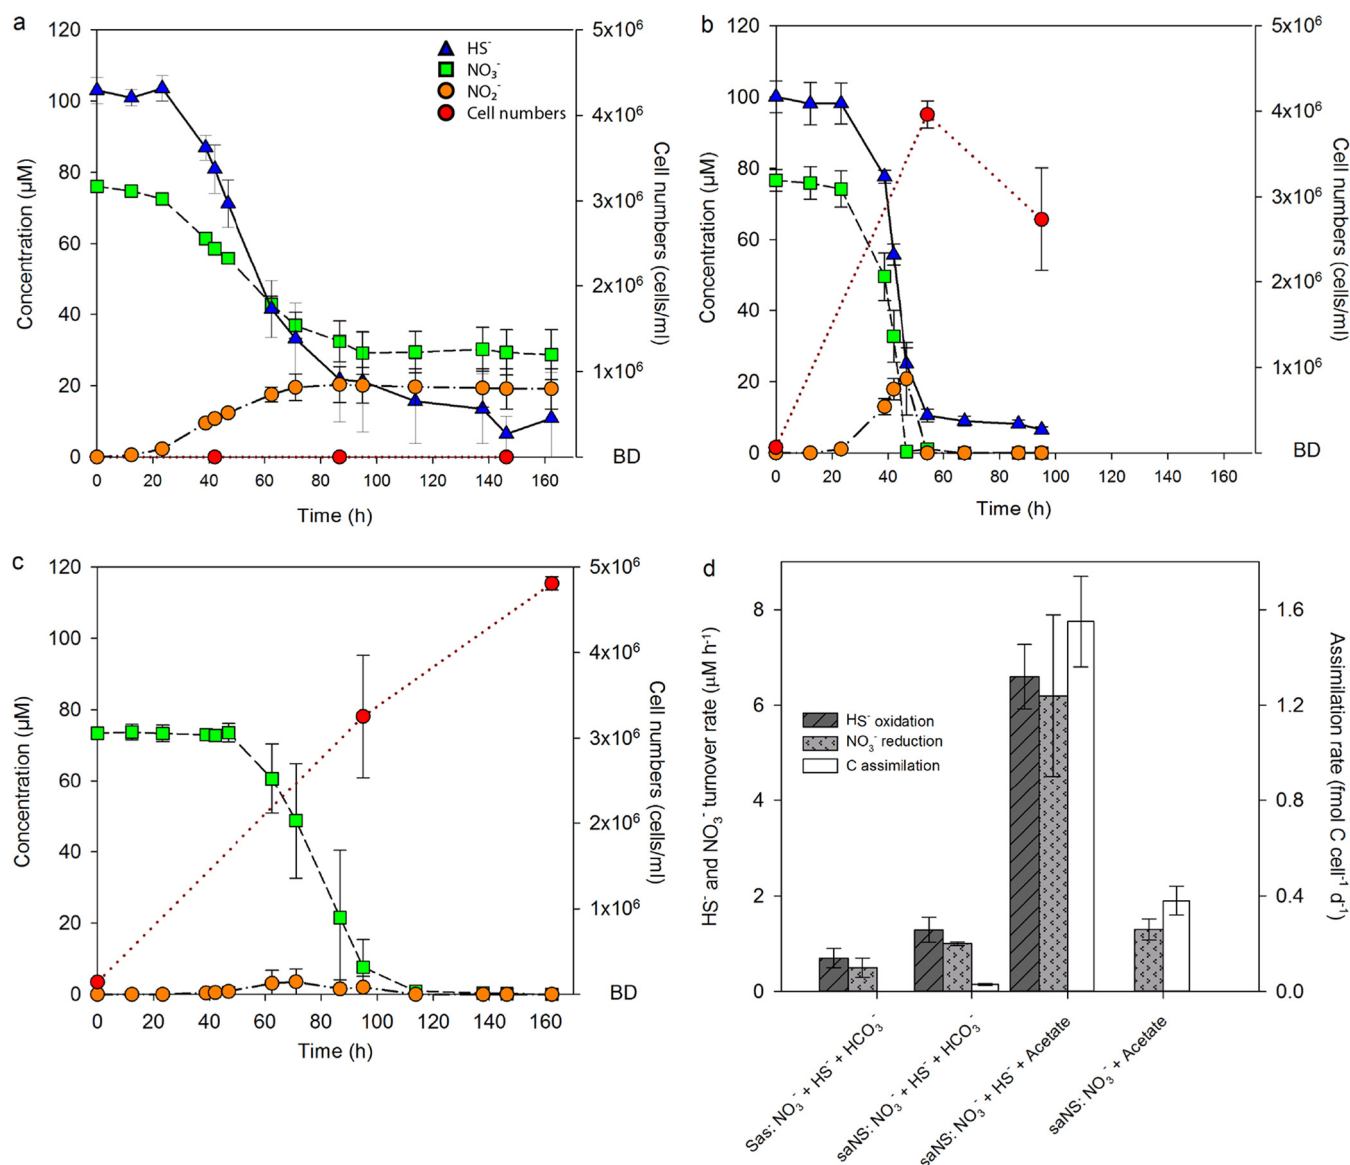 a
HS⁻
NO₃⁻
NO₂⁻
Cell numbers
120
100
80
60
40
20
0
Concentration (µM)
5x10⁶
4x10⁶
3x10⁶
2x10⁶
1x10⁶
BD
Cell numbers (cells/ml)
0 20 40 60 80 100 120 140 160
Time (h)
b
120
100
80
60
40
20
0
Concentration (µM)
5x10⁶
4x10⁶
3x10⁶
2x10⁶
1x10⁶
BD
Cell numbers (cells/ml)
0 20 40 60 80 100 120 140 160
Time (h)
c
120
100
80
60
40
20
0
Concentration (µM)
5x10⁶
4x10⁶
3x10⁶
2x10⁶
1x10⁶
BD
Cell numbers (cells/ml)
0 20 40 60 80 100 120 140 160
Time (h)
d
8
6
4
2
0
HS⁻ and NO₃⁻ turnover rate (µM h⁻¹)
HS⁻ oxidation
NO₃⁻ reduction
C assimilation
1.6
1.2
0.8
0.4
0.0
Assimilation rate (fmol C cell⁻¹ d⁻¹)
Sas: NO₃⁻ + HS⁻ + HCO₃⁻
saNS: NO₃⁻ + HS⁻ + HCO₃⁻
saNS: NO₃⁻ + HS⁻ + Acetate
saNS: NO₃⁻ + Acetate